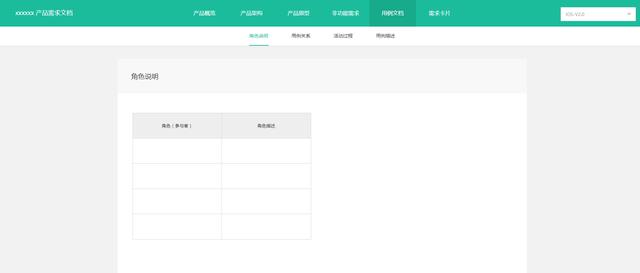 xxxxxx 产品需求文档
产品概览 产品架构 产品原型 非功能需求 用例文档 需求卡片
iOS-V2.0
角色说明 用例关系 活动过程 用例描述
角色说明
角色（参与者） 角色描述